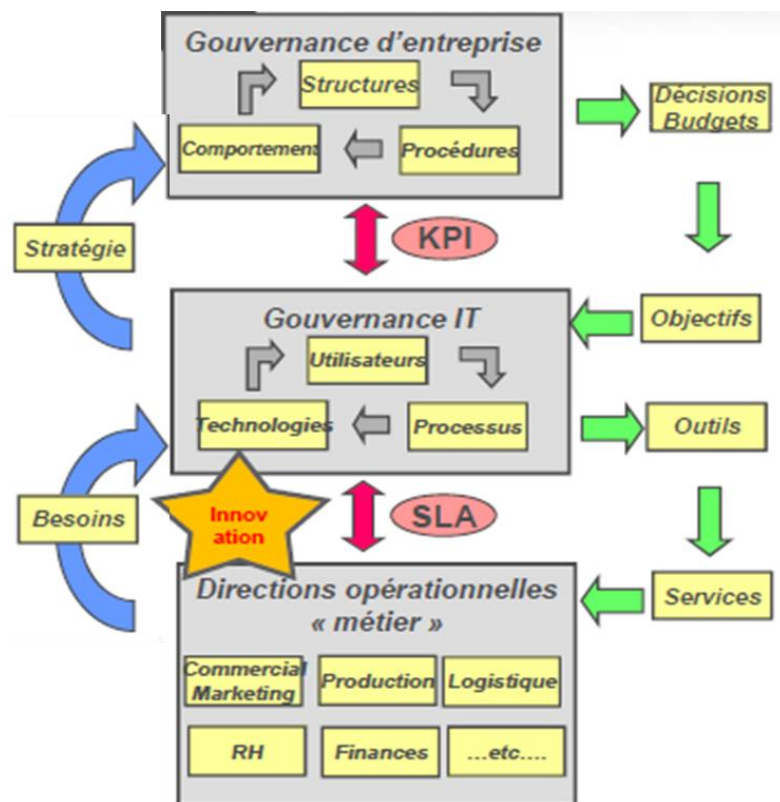 Gouvernance d'entreprise
Structures
Comportement
Procédures
Décisions
Budgets
Stratégie
KPI
Gouvernance IT
Objectifs
Utilisateurs
Technologies
Processus
Outils
Besoins
Innov
ation
SLA
Directions opérationnelles
« métier »
Services
Commercial
Marketing
Production
Logistique
RH
Finances
...etc....